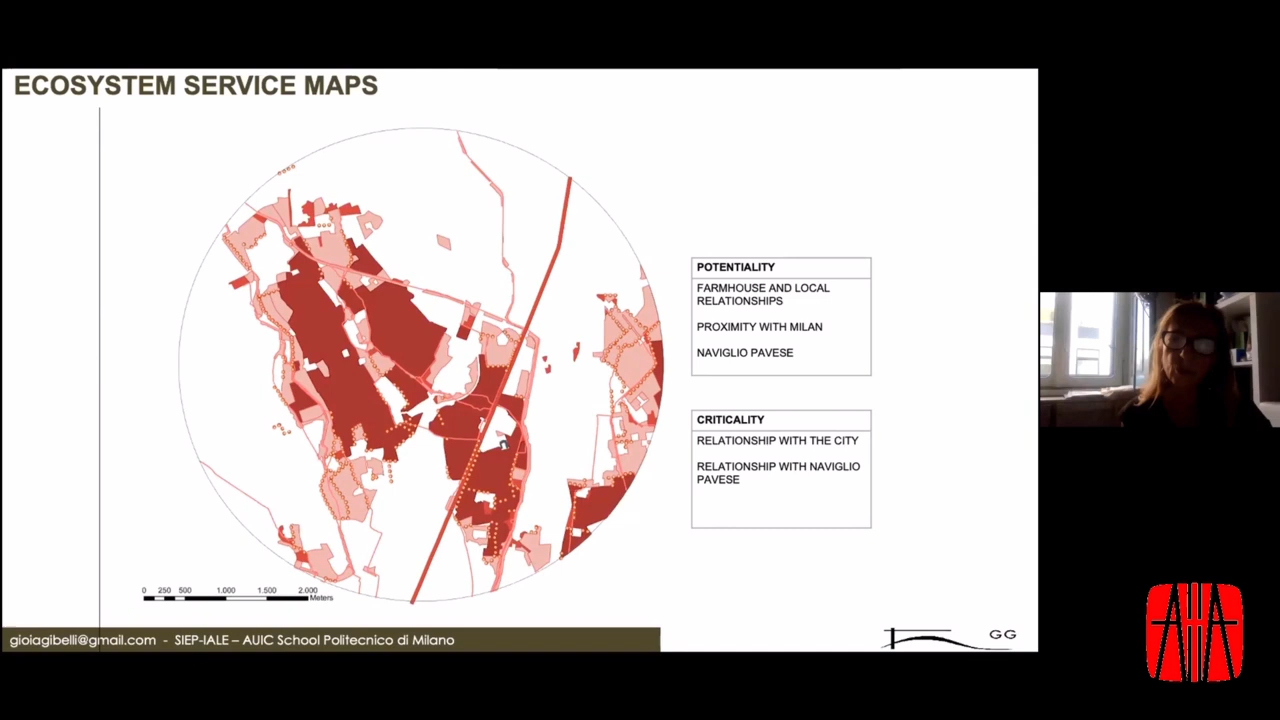 ECOSYSTEM SERVICE MAPS
POTENTIALITY
FARMHOUSE AND LOCAL
RELATIONSHIPS
PROXIMITY WITH MILAN
NAVIGLIO PAVESE
CRITICALITY
RELATIONSHIP WITH THE CITY
RELATIONSHIP WITH NAVIGLIO
PAVESE
0 250 500 1.000 1.500 2.000
Meters
gioiagibelli@gmail.com - SIEP-IALE – AUIC School Politecnico di Milano
GG
AHA